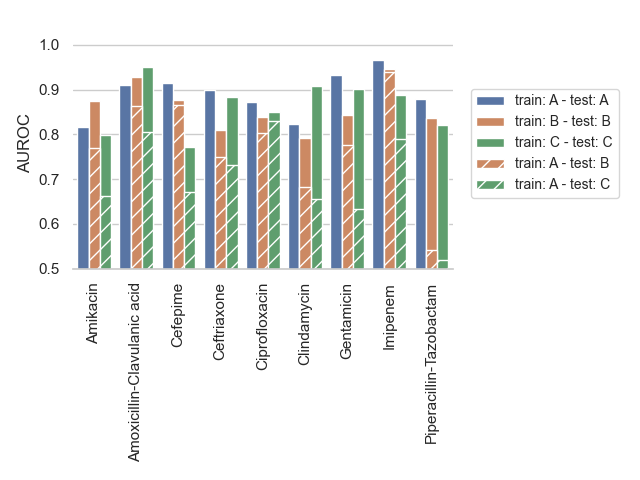 1.0
0.9
0.8
0.7
0.6
0.5
AUROC
Amikacin
Amoxicillin-Clavulanic acid
Cefepime
Ceftriaxone
Ciprofloxacin
Clindamycin
Gentamicin
Imipenem
Piperacillin-Tazobactam
train: A - test: A
train: B - test: B
train: C - test: C
train: A - test: B
train: A - test: C